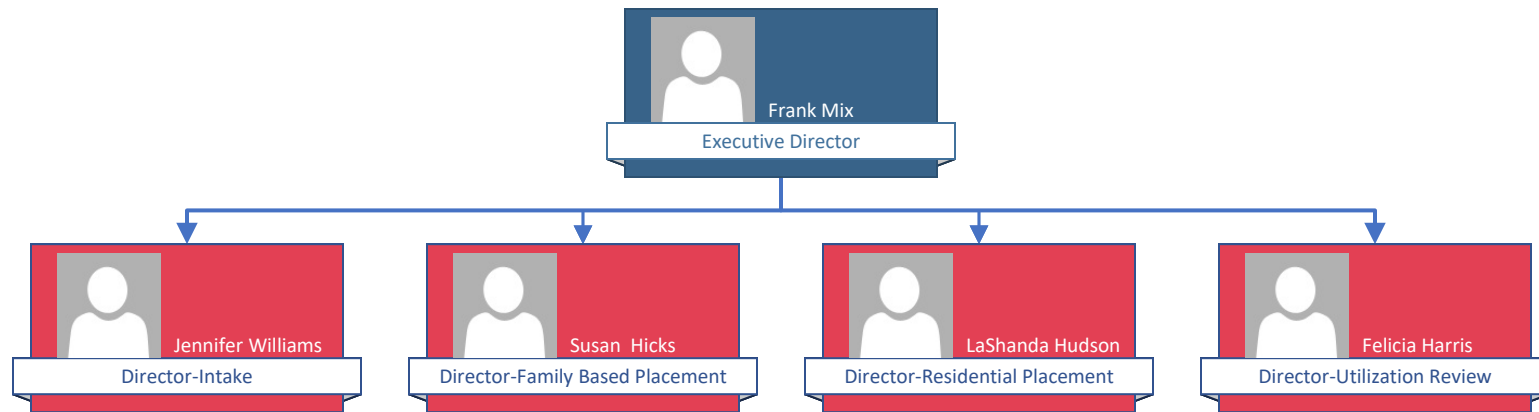 Frank Mix
Executive Director
Jennifer Williams
Director-Intake
Susan  Hicks
Director-Family Based Placement
LaShanda Hudson
Director-Residential Placement
Felicia Harris
Director-Utilization Review